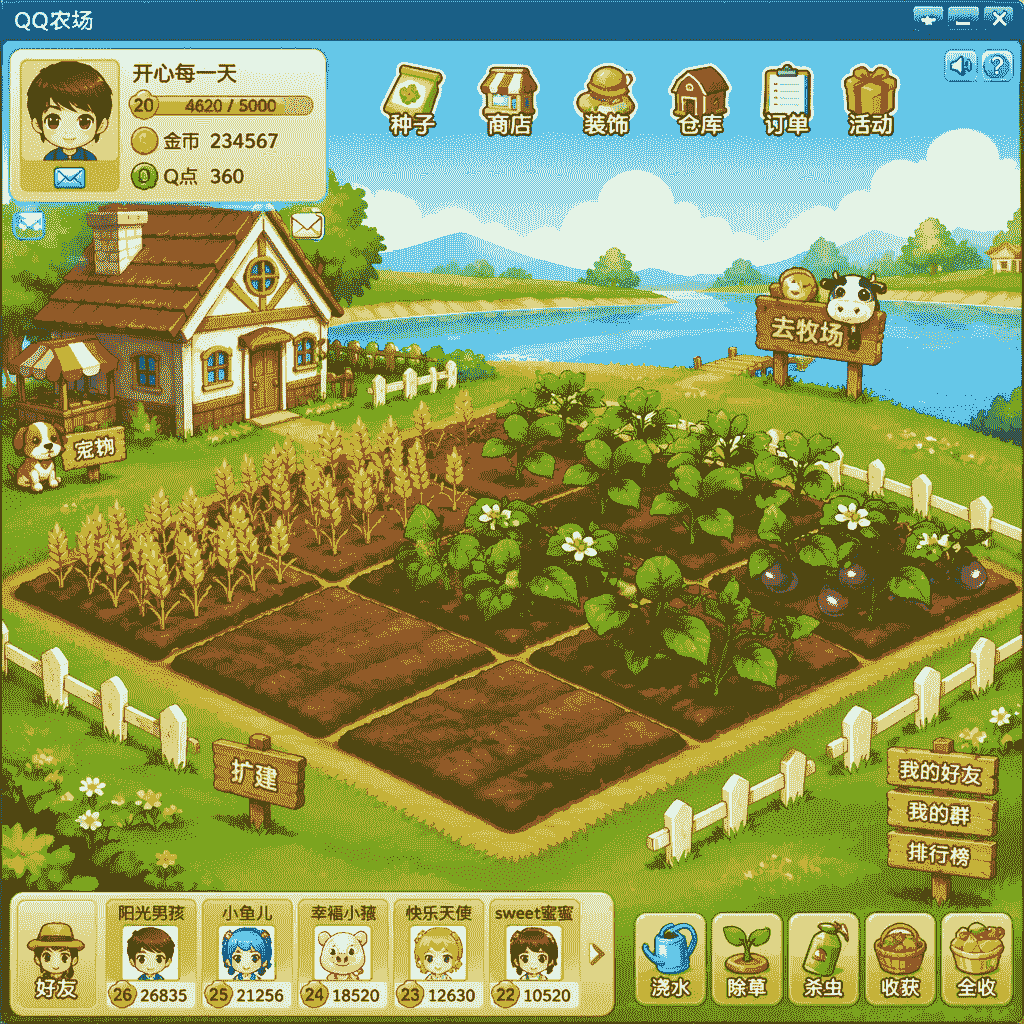 QQ农场
开心每一天
20 4620 / 5000
金币 234567
Q点 360
种子
商店
装饰
仓库
订单
活动
去牧场
宠物
扩建
我的好友
我的群
排行榜
好友
阳光男孩
26 26835
小鱼儿
25 21256
幸福小猪
24 18520
快乐天使
23 12630
sweet蜜蜜
22 10520
浇水
除草
杀虫
收获
全收